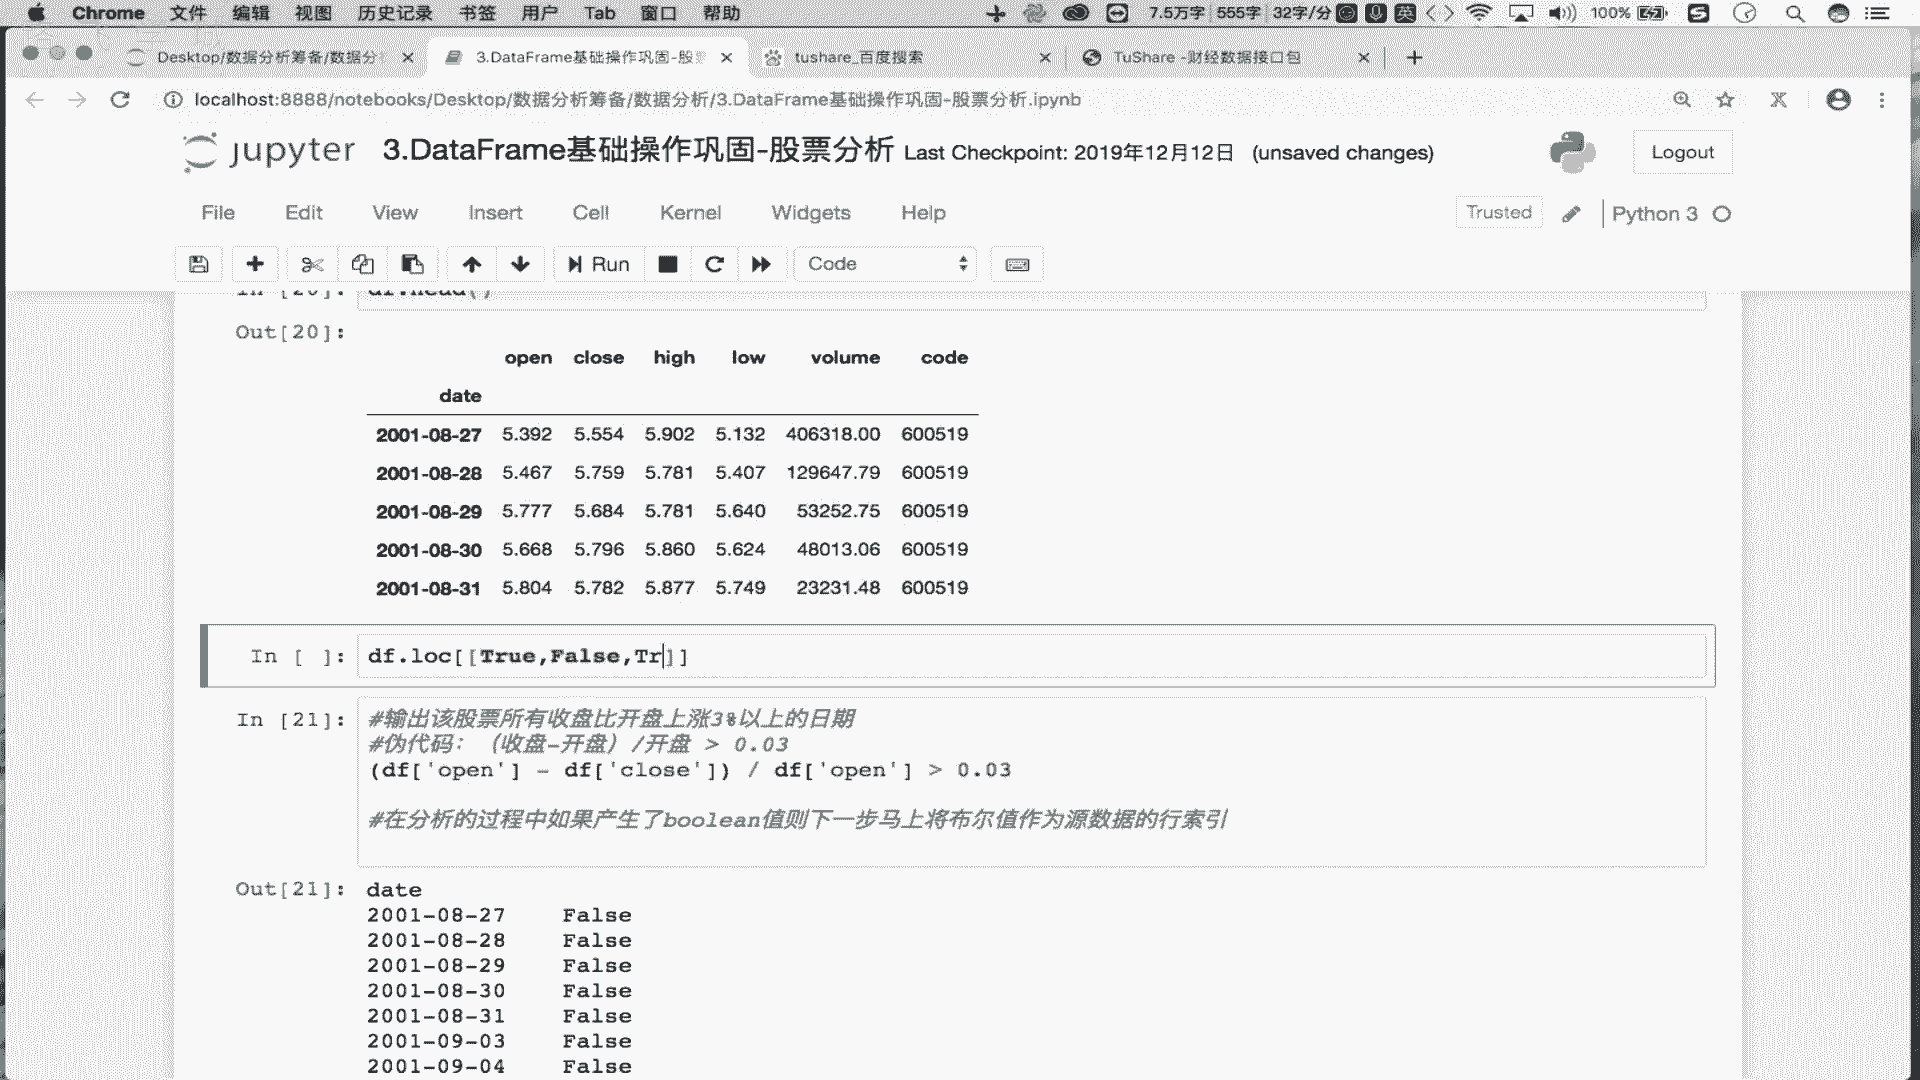 Chrome 文件 编辑 视图 历史记录 书签 用户 Tab 窗口 帮助 7.5万字 555字 32字/分 英 100%
Desktop/数据分析筹备/数据分 3.DataFrame基础操作巩固-股票 tushare_百度搜索 TuShare -财经数据接口包
localhost:8888/notebooks/Desktop/数据分析筹备/数据分析/3.DataFrame基础操作巩固-股票分析.ipynb
jupyter 3.DataFrame基础操作巩固-股票分析 Last Checkpoint: 2019年12月12日 (unsaved changes) Logout
File Edit View Insert Cell Kernel Widgets Help Trusted Python 3
Run Code
In [20]: df.head()
Out[20]:
open close high low volume code
date
2001-08-27 5.392 5.554 5.902 5.132 406318.00 600519
2001-08-28 5.467 5.759 5.781 5.407 129647.79 600519
2001-08-29 5.777 5.684 5.781 5.640 53252.75 600519
2001-08-30 5.668 5.796 5.860 5.624 48013.06 600519
2001-08-31 5.804 5.782 5.877 5.749 23231.48 600519
In [ ]: df.loc[[True,False,Tr]]
In [21]: #输出该股票所有收盘比开盘上涨3%以上的日期
#伪代码：（收盘-开盘）/开盘 > 0.03
(df['open'] - df['close']) / df['open'] > 0.03
#在分析的过程中如果产生了boolean值则下一步马上将布尔值作为源数据的行索引
Out[21]: date
2001-08-27 False
2001-08-28 False
2001-08-29 False
2001-08-30 False
2001-08-31 False
2001-09-03 False
2001-09-04 False